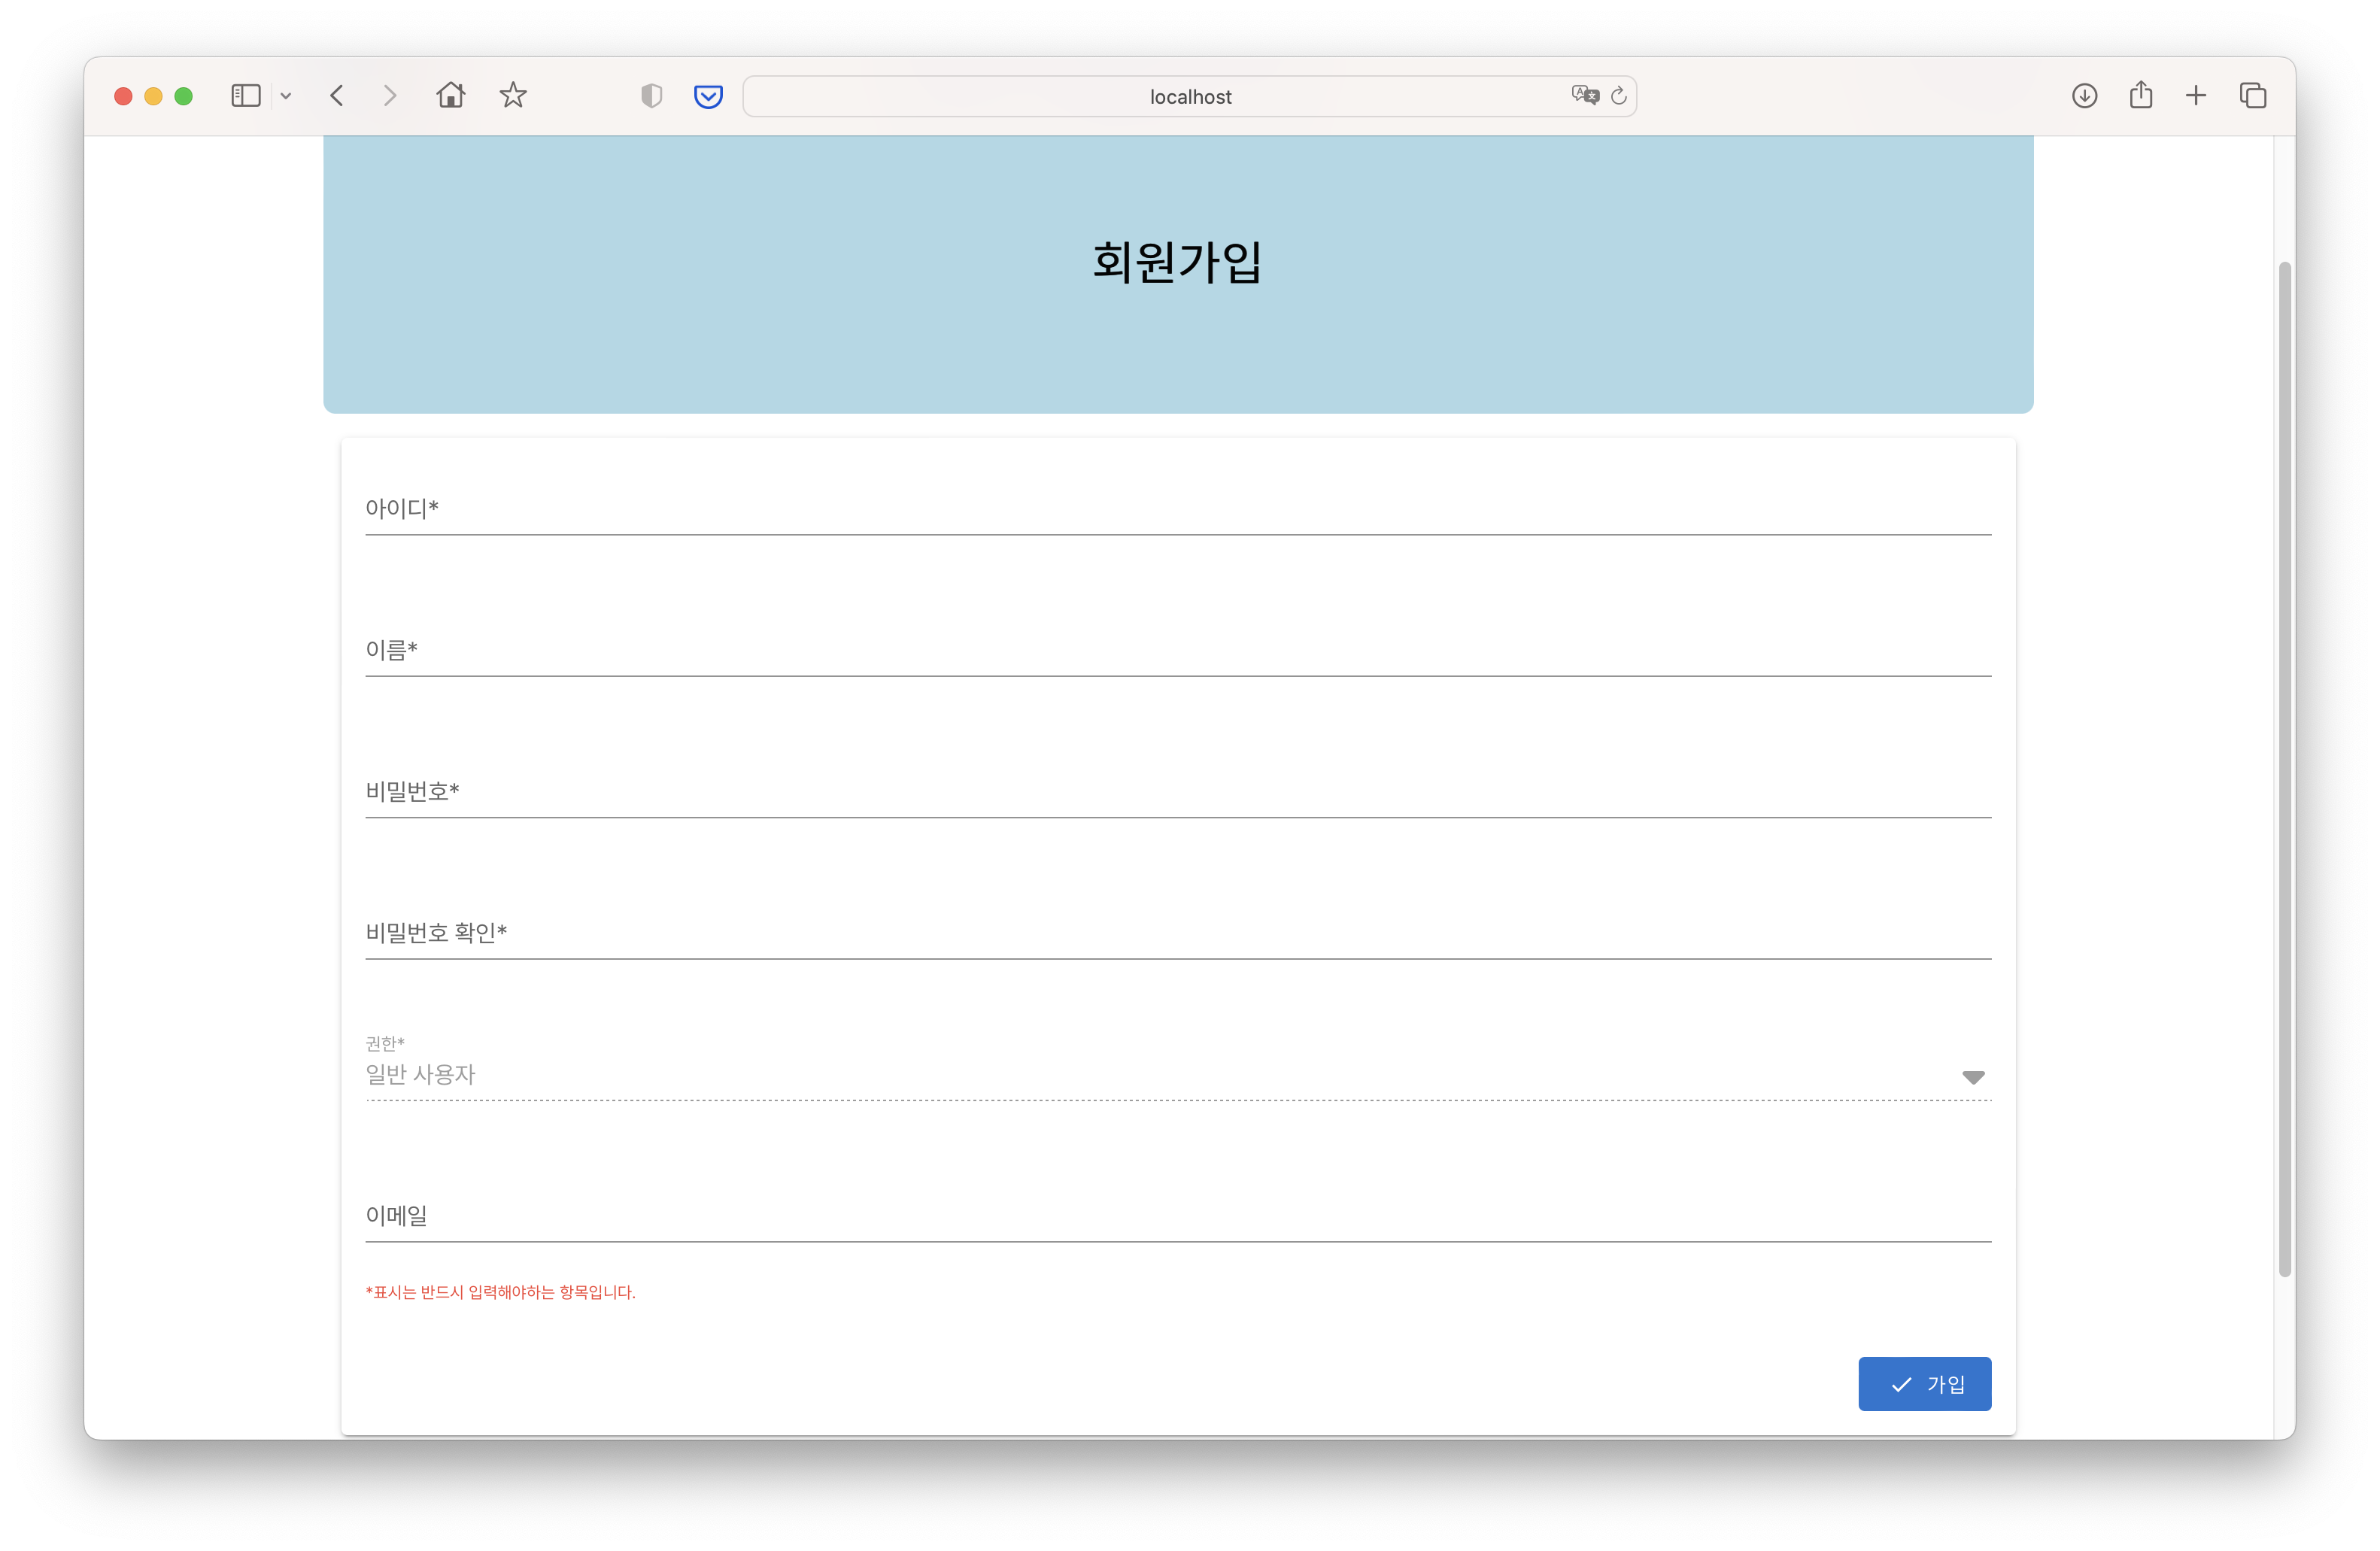 localhost
회원가입
아이디*
이름*
비밀번호*
비밀번호 확인*
권한*
일반 사용자
이메일
*표시는 반드시 입력해야하는 항목입니다.
가입